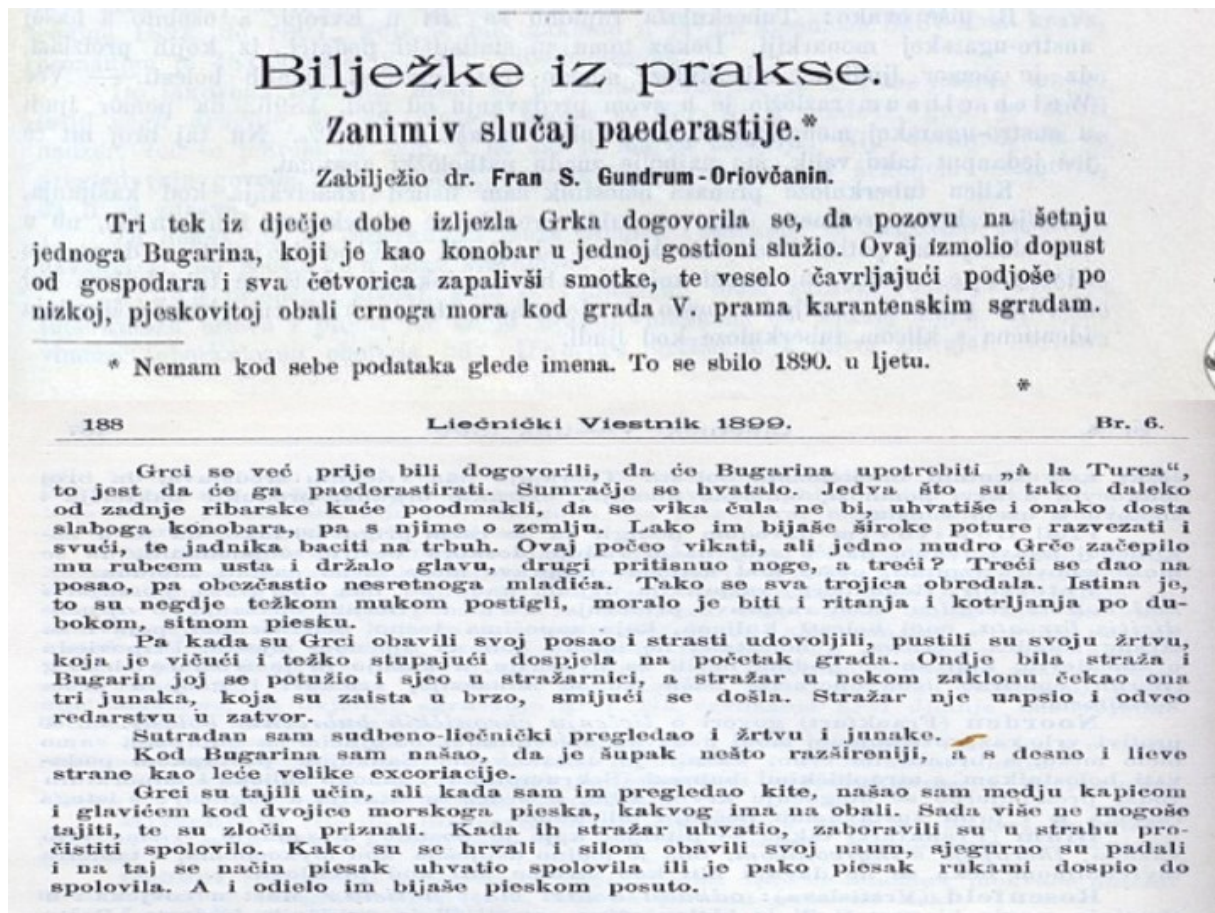 Bilježke iz prakse.
Zanimiv slučaj paederastije.*
Zabilježio dr. Fran S. Gundrum-Oriovčanin.
Tri tek iz dječje dobe izljezla Grka dogovorila se, da pozovu na šetnju
jednoga Bugarina, koji je kao konobar u jednoj gostioni služio. Ovaj izmolio dopust
od gospodara i sva četvorica zapalivši smotke, te veselo čavrljajući podjoše po
nizkoj, pjeskovitoj obali crnoga mora kod grada V. prama karantenskim sgradam.
* Nemam kod sebe podataka glede imena. To se sbilo 1890. u ljetu.
*
188 Liečnički Viestnik 1899. Br. 6.
Grci se već prije bili dogovorili, da će Bugarina upotrebiti „à la Turca“,
to jest da će ga paederastirati. Sumračje se hvatalo. Jedva što su tako daleko
od zadnje ribarske kuće poodmakli, da se vika čula ne bi, uhvatiše i onako dosta
slaboga konobara, pa s njime o zemlju. Lako im bijaše široke poture razvezati i
svući, te jadnika baciti na trbuh. Ovaj počeo vikati, ali jedno mudro Grče začepilo
mu rubcem usta i držalo glavu, drugi pritisnuo noge, a treći? Treći se dao na
posao, pa obezčastio nesretnoga mladića. Tako se sva trojica obredala. Istina je,
to su negdje težkom mukom postigli, moralo je biti i hitanja i koprcljanja po du-
bokom, sitnom piesku.
Pa kada su Grci obavili svoj posao i strasti udovoljili, pustili su svoju žrtvu,
koja je vičući i težko stupajući dospjela na početak grada. Ondje bila straža i
Bugarin joj se potužio i sjeo u stražarnici, a stražar u nekom zaklonu čekao ona
tri junaka, koja su zaista u brzo, smijući se došla. Stražar nje uapsio i odveo
redarstvu u zatvor.
Sutradan sam sudbeno-liečnički pregledao i žrtvu i junake.
Kod Bugarina sam našao, da je šupak nešto razšireniji, a sa desne i lieve
strane kao leće velike excoriacije.
Grci su tajili učin, ali kada sam im pregledao kite, našao sam medju kapicom
i glavićem kod dvojice morskoga pieska, kakvog ima na obali. Sada više ne mogoše
tajiti, te su zločin priznali. Kada ih stražar uhvatio, zaboravili su u strahu pro-
čistiti spolovilo. Kako su se hrvali i silom obavili svoj naum, sjegurno su padali
i na taj se način piesak uhvatio spolovila ili je pako piesak s rukami dospio do
spolovila. A i odielo im bijaše pieskom posuto.